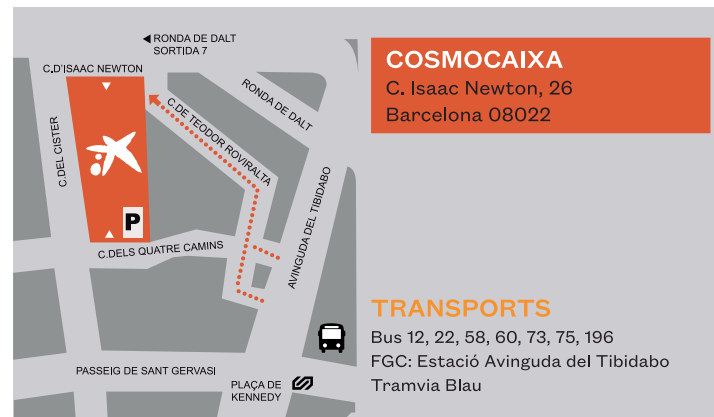 RONDA DE DALT
SORTIDA 7
C.D'ISAAC NEWTON
RONDA DE DALT
C.DE TEODOR ROVIRALTA
C.DEL CISTER
P
AVINGUDA DEL TIBIDABO
C.DELS QUATRE CAMINS
PASSEIG DE SANT GERVASI
PLAÇA DE
KENNEDY
COSMOCAIXA
C. Isaac Newton, 26
Barcelona 08022
TRANSPORTS
Bus 12, 22, 58, 60, 73, 75, 196
FGC: Estació Avinguda del Tibidabo
Tramvia Blau